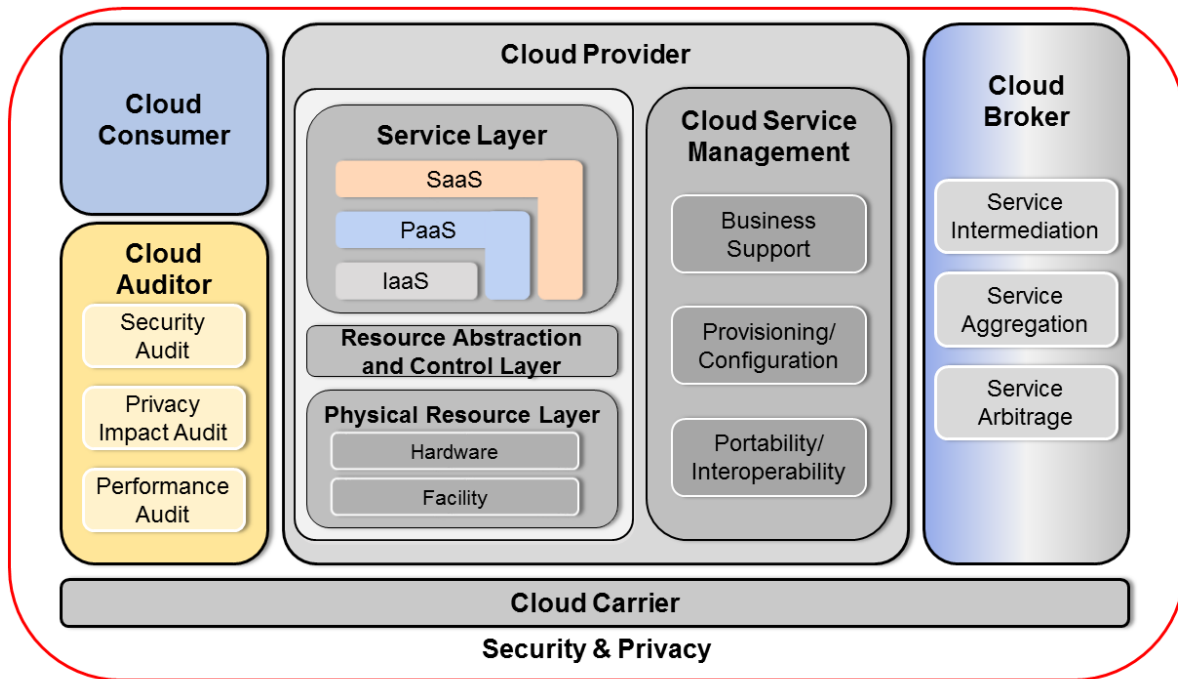 Cloud
Consumer
Cloud
Auditor
Security
Audit
Privacy
Impact Audit
Performance
Audit
Cloud Provider
Service Layer
SaaS
PaaS
IaaS
Resource Abstraction
and Control Layer
Physical Resource Layer
Hardware
Facility
Cloud Service
Management
Business
Support
Provisioning/
Configuration
Portability/
Interoperability
Cloud
Broker
Service
Intermediation
Service
Aggregation
Service
Arbitrage
Cloud Carrier
Security & Privacy